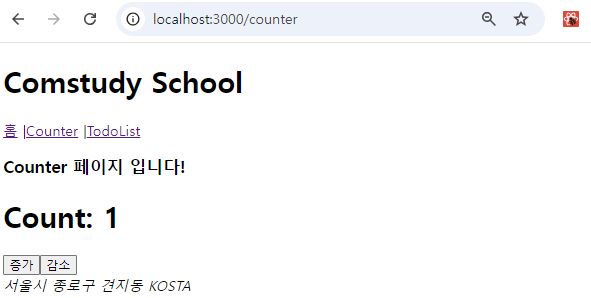 localhost:3000/counter
Comstudy School
홈 |Counter |TodoList
Counter 페이지 입니다!
Count: 1
증가 감소
서울시 종로구 견지동 KOSTA